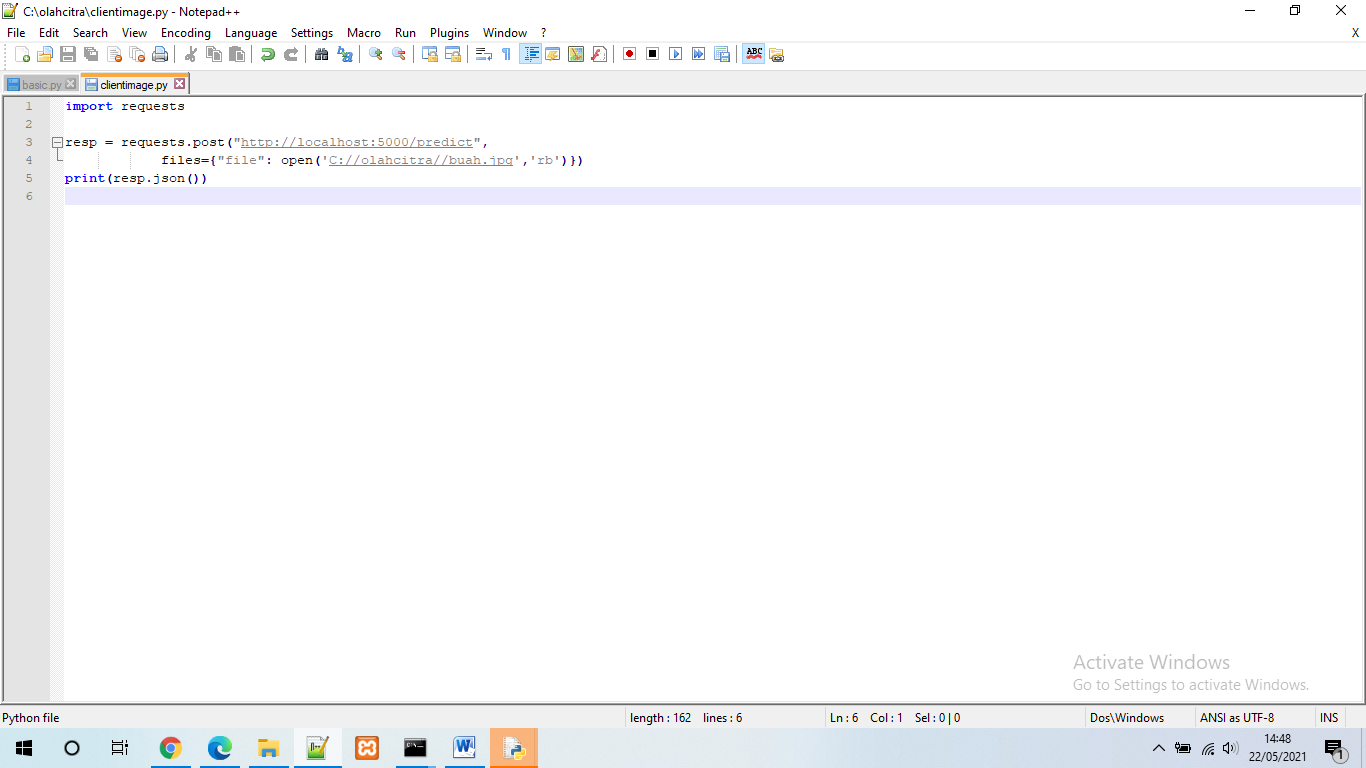 C:\olahcitra\clientimage.py - Notepad++
File Edit Search View Encoding Language Settings Macro Run Plugins Window ? X
ABC
basic.py clientimage.py
1 import requests
2
3 resp = requests.post("http://localhost:5000/predict",
4 files={"file": open('C://olahcitra//buah.jpg','rb')})
5 print(resp.json())
6
Activate Windows
Go to Settings to activate Windows.
Python file length : 162 lines : 6 Ln : 6 Col : 1 Sel : 0 | 0 Dos\Windows ANSI as UTF-8 INS
14:48
22/05/2021
1